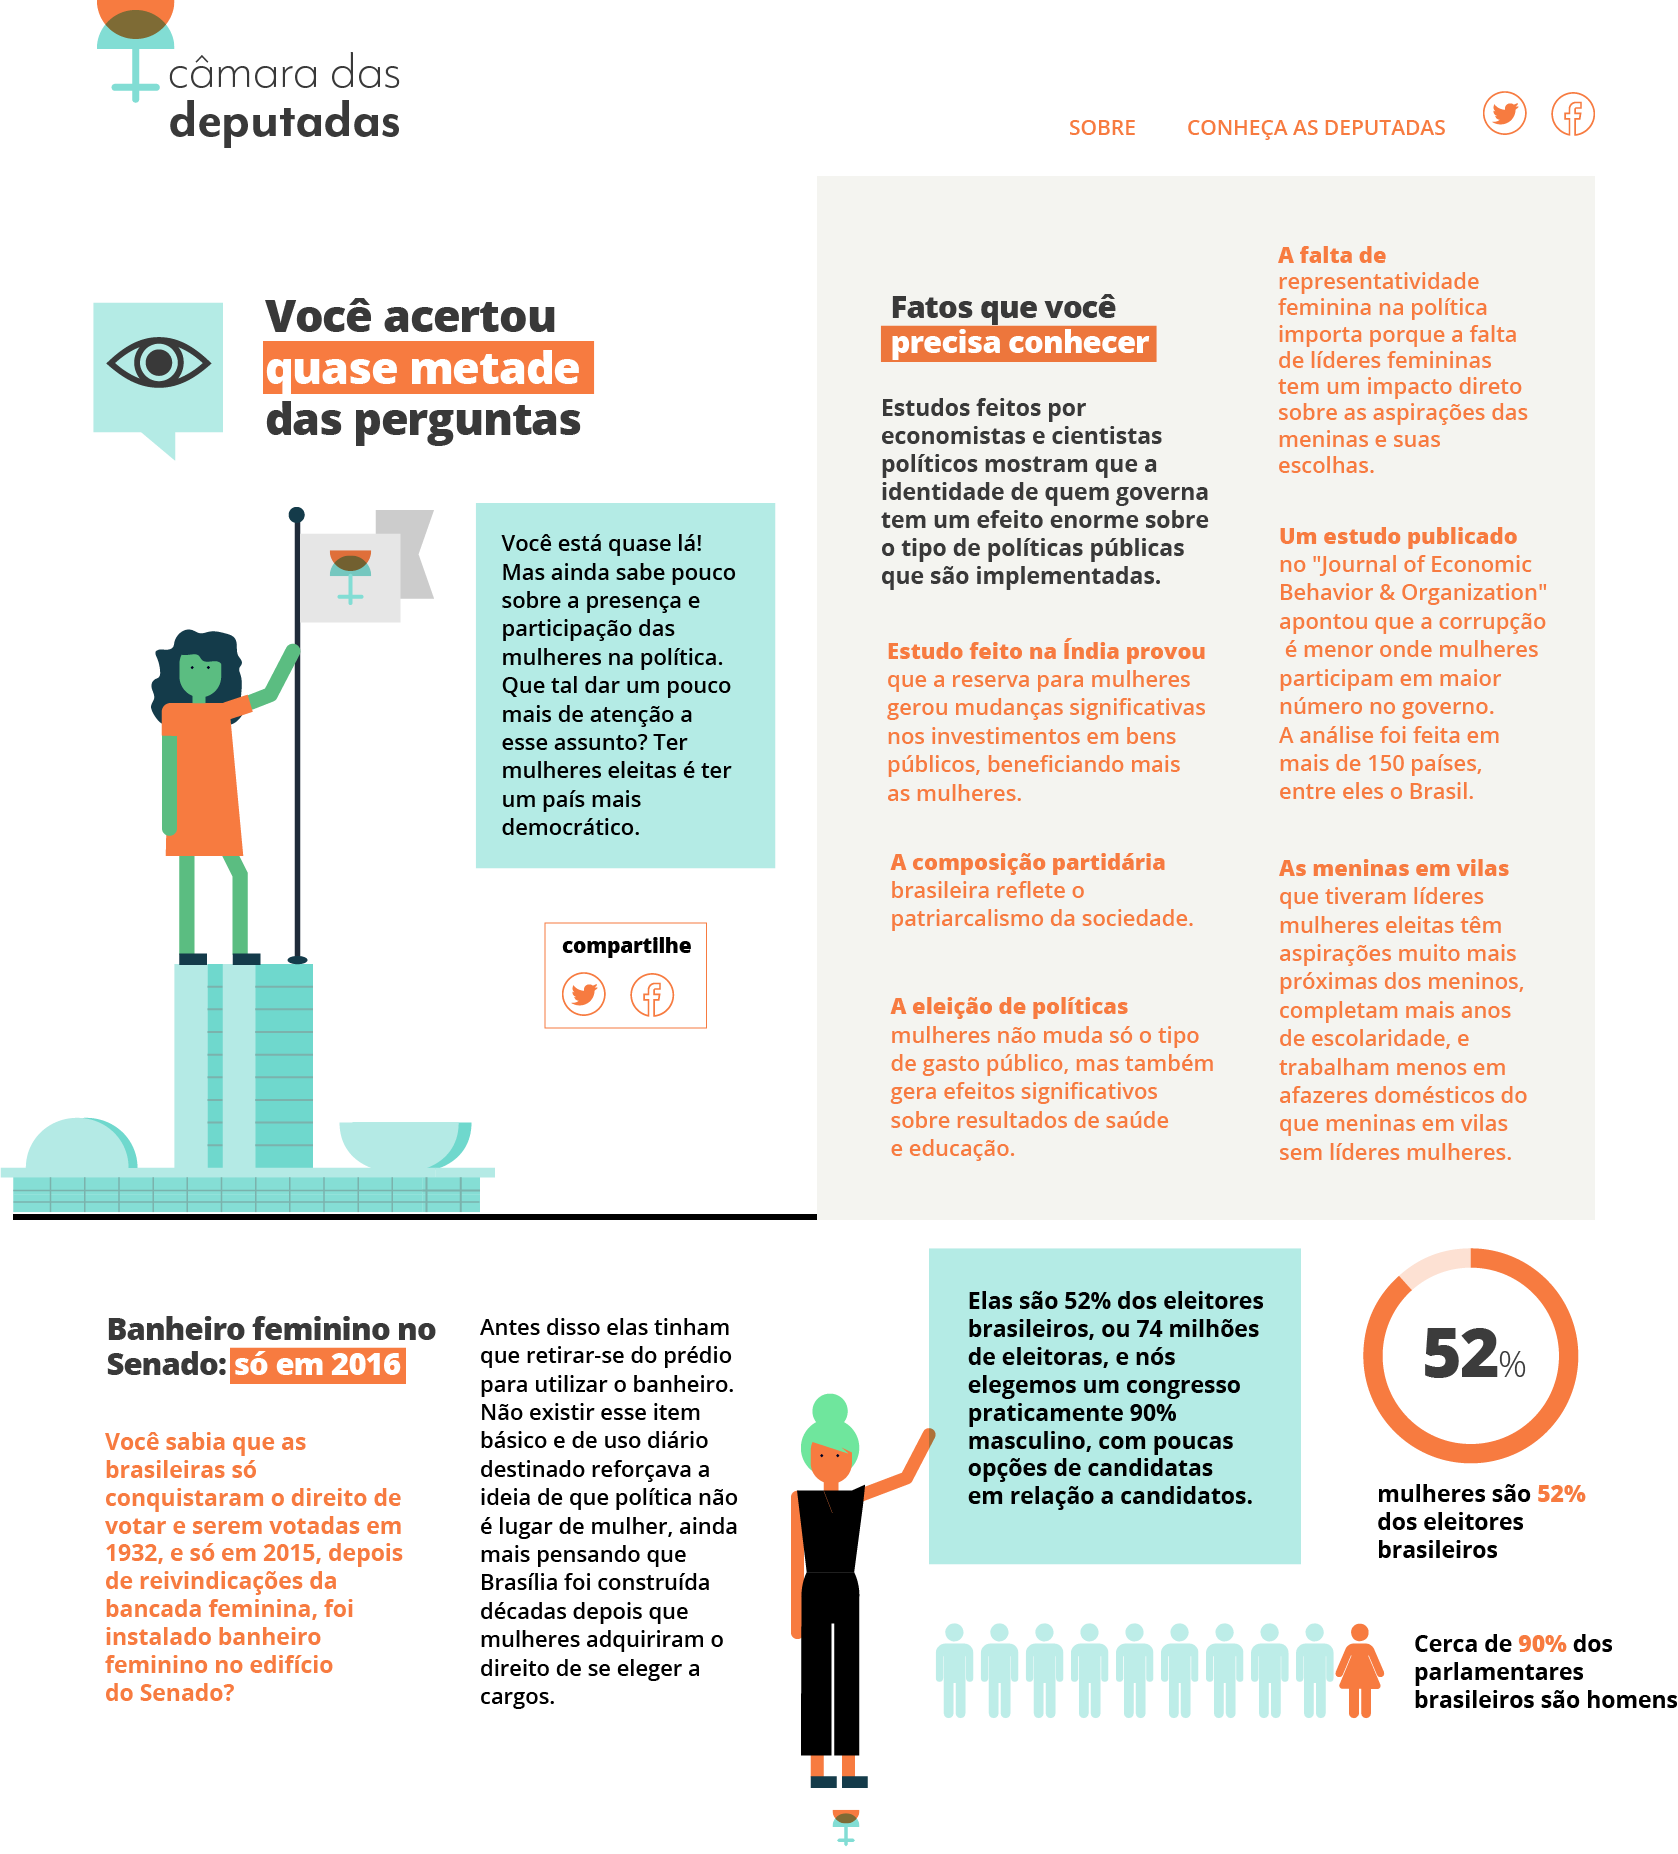 câmara das
deputadas
SOBRE
CONHEÇA AS DEPUTADAS
Você acertou
quase metade
das perguntas
Você está quase lá!
Mas ainda sabe pouco
sobre a presença e
participação das
mulheres na política.
Que tal dar um pouco
mais de atenção a
esse assunto? Ter
mulheres eleitas é ter
um país mais
democrático.
compartilhe
Fatos que você
precisa conhecer
Estudos feitos por
economistas e cientistas
políticos mostram que a
identidade de quem governa
tem um efeito enorme sobre
o tipo de políticas públicas
que são implementadas.
Estudo feito na Índia provou
que a reserva para mulheres
gerou mudanças significativas
nos investimentos em bens
públicos, beneficiando mais
as mulheres.
A composição partidária
brasileira reflete o
patriarcalismo da sociedade.
A eleição de políticas
mulheres não muda só o tipo
de gasto público, mas também
gera efeitos significativos
sobre resultados de saúde
e educação.
A falta de
representatividade
feminina na política
importa porque a falta
de líderes femininas
tem um impacto direto
sobre as aspirações das
meninas e suas
escolhas.
Um estudo publicado
no "Journal of Economic
Behavior & Organization"
apontou que a corrupção
é menor onde mulheres
participam em maior
número no governo.
A análise foi feita em
mais de 150 países,
entre eles o Brasil.
As meninas em vilas
que tiveram líderes
mulheres eleitas têm
aspirações muito mais
próximas dos meninos,
completam mais anos
de escolaridade, e
trabalham menos em
afazeres domésticos do
que meninas em vilas
sem líderes mulheres.
Banheiro feminino no
Senado: só em 2016
Você sabia que as
brasileiras só
conquistaram o direito de
votar e serem votadas em
1932, e só em 2015, depois
de reivindicações da
bancada feminina, foi
instalado banheiro
feminino no edifício
do Senado?
Antes disso elas tinham
que retirar-se do prédio
para utilizar o banheiro.
Não existir esse item
básico e de uso diário
destinado reforçava a
ideia de que política não
é lugar de mulher, ainda
mais pensando que
Brasília foi construída
décadas depois que
mulheres adquiriram o
direito de se eleger a
cargos.
Elas são 52% dos eleitores
brasileiros, ou 74 milhões
de eleitoras, e nós
elegemos um congresso
praticamente 90%
masculino, com poucas
opções de candidatas
em relação a candidatos.
52%
mulheres são 52%
dos eleitores
brasileiros
Cerca de 90% dos
parlamentares
brasileiros são homens